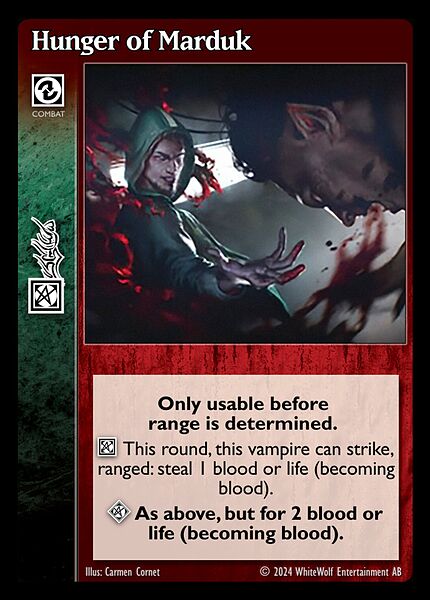 Hunger of Marduk
COMBAT
Only usable before
range is determined.
This round, this vampire can strike,
ranged: steal 1 blood or life (becoming
blood).
As above, but for 2 blood or
life (becoming blood).
Illus: Carmen Cornet
© 2024 WhiteWolf Entertainment AB